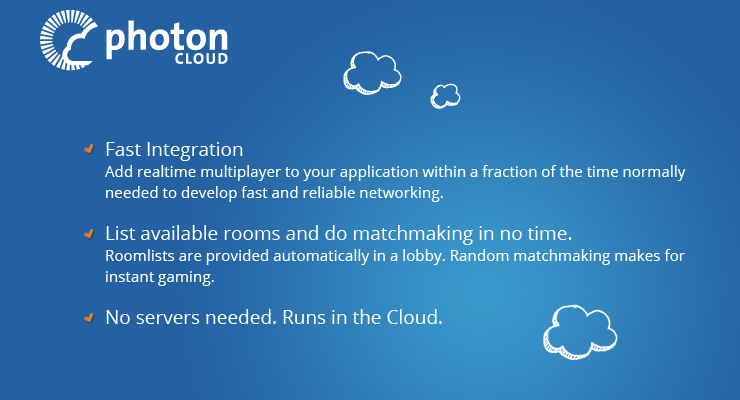 photon
CLOUD
Fast Integration
Add realtime multiplayer to your application within a fraction of the time normally
needed to develop fast and reliable networking.
List available rooms and do matchmaking in no time.
Roomlists are provided automatically in a lobby. Random matchmaking makes for
instant gaming.
No servers needed. Runs in the Cloud.